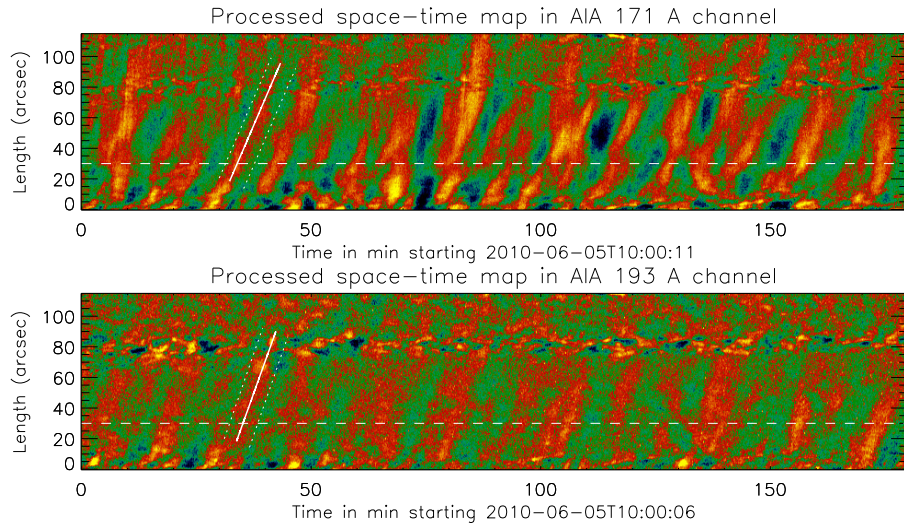 Processed space-time map in AIA 171 A channel
100
80
60
40
20
0
Length (arcsec)
0 50 100 150
Time in min starting 2010-06-05T10:00:11
Processed space-time map in AIA 193 A channel
100
80
60
40
20
0
Length (arcsec)
0 50 100 150
Time in min starting 2010-06-05T10:00:06